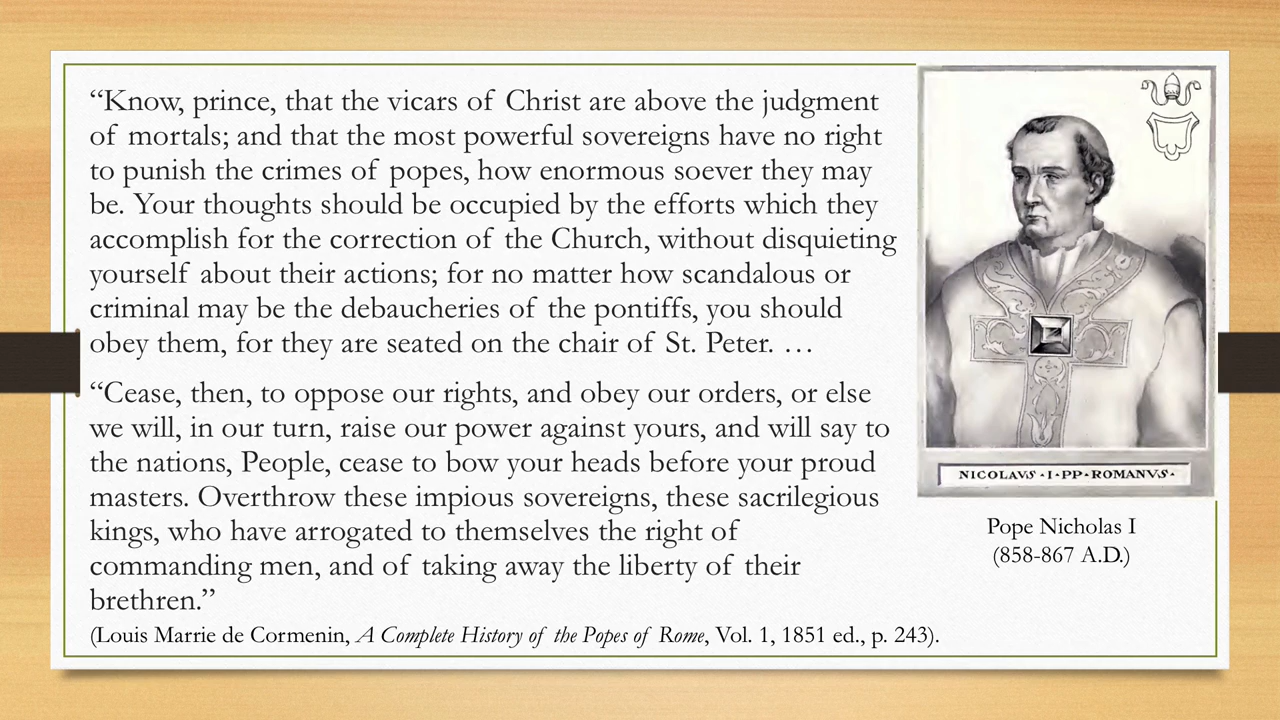 “Know, prince, that the vicars of Christ are above the judgment
of mortals; and that the most powerful sovereigns have no right
to punish the crimes of popes, how enormous soever they may
be. Your thoughts should be occupied by the efforts which they
accomplish for the correction of the Church, without disquieting
yourself about their actions; for no matter how scandalous or
criminal may be the debaucheries of the pontiffs, you should
obey them, for they are seated on the chair of St. Peter. …
“Cease, then, to oppose our rights, and obey our orders, or else
we will, in our turn, raise our power against yours, and will say to
the nations, People, cease to bow your heads before your proud
masters. Overthrow these impious sovereigns, these sacrilegious
kings, who have arrogated to themselves the right of
commanding men, and of taking away the liberty of their
brethren.”
(Louis Marrie de Cormenin, A Complete History of the Popes of Rome, Vol. 1, 1851 ed., p. 243).
NICOLAVS · I · PP · ROMANVS ·
Pope Nicholas I
(858-867 A.D.)